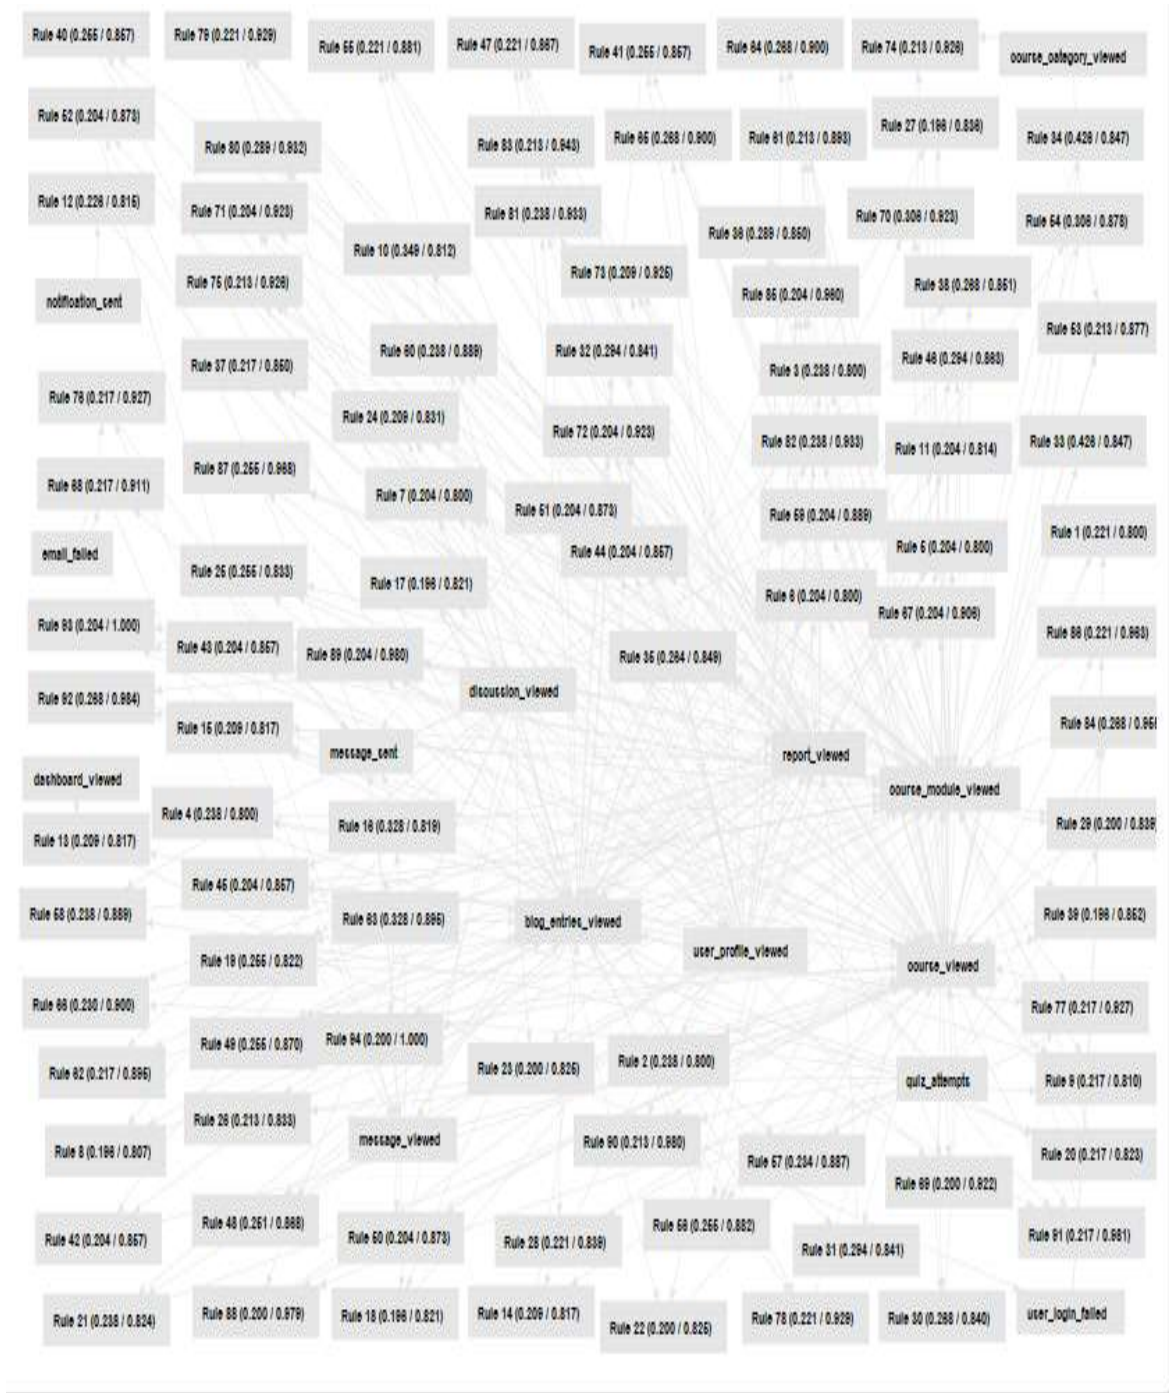 Rule 40 (0.255 / 0.857)
Rule 79 (0.221 / 0.929)
Rule 55 (0.221 / 0.881)
Rule 47 (0.221 / 0.867)
Rule 41 (0.255 / 0.857)
Rule 64 (0.268 / 0.900)
Rule 74 (0.213 / 0.926)
course_category_viewed
Rule 52 (0.204 / 0.873)
Rule 80 (0.289 / 0.932)
Rule 83 (0.213 / 0.943)
Rule 65 (0.268 / 0.900)
Rule 61 (0.213 / 0.893)
Rule 27 (0.196 / 0.836)
Rule 34 (0.426 / 0.847)
Rule 12 (0.226 / 0.815)
Rule 71 (0.204 / 0.923)
Rule 81 (0.238 / 0.933)
Rule 70 (0.306 / 0.923)
Rule 54 (0.306 / 0.878)
Rule 10 (0.349 / 0.812)
Rule 36 (0.289 / 0.850)
Rule 75 (0.213 / 0.926)
Rule 73 (0.209 / 0.925)
Rule 85 (0.204 / 0.960)
Rule 38 (0.268 / 0.851)
notification_sent
Rule 53 (0.213 / 0.877)
Rule 37 (0.217 / 0.850)
Rule 60 (0.238 / 0.889)
Rule 32 (0.294 / 0.841)
Rule 3 (0.238 / 0.800)
Rule 46 (0.294 / 0.863)
Rule 76 (0.217 / 0.927)
Rule 24 (0.209 / 0.831)
Rule 72 (0.204 / 0.923)
Rule 82 (0.238 / 0.933)
Rule 11 (0.204 / 0.814)
Rule 33 (0.426 / 0.847)
Rule 87 (0.255 / 0.968)
Rule 68 (0.217 / 0.911)
Rule 7 (0.204 / 0.800)
Rule 51 (0.204 / 0.873)
Rule 59 (0.204 / 0.889)
Rule 1 (0.221 / 0.800)
email_failed
Rule 44 (0.204 / 0.857)
Rule 5 (0.204 / 0.800)
Rule 25 (0.255 / 0.833)
Rule 17 (0.196 / 0.821)
Rule 6 (0.204 / 0.800)
Rule 67 (0.204 / 0.906)
Rule 93 (0.204 / 1.000)
Rule 43 (0.204 / 0.857)
Rule 89 (0.204 / 0.980)
Rule 35 (0.264 / 0.849)
Rule 86 (0.221 / 0.963)
Rule 92 (0.268 / 0.984)
discussion_viewed
Rule 15 (0.209 / 0.817)
message_sent
report_viewed
Rule 84 (0.268 / 0.95
dashboard_viewed
course_module_viewed
Rule 4 (0.238 / 0.800)
Rule 16 (0.328 / 0.819)
Rule 29 (0.200 / 0.839
Rule 13 (0.209 / 0.817)
Rule 45 (0.204 / 0.857)
Rule 58 (0.238 / 0.889)
Rule 63 (0.328 / 0.895)
blog_entries_viewed
Rule 39 (0.196 / 0.852)
user_profile_viewed
Rule 19 (0.255 / 0.822)
course_viewed
Rule 66 (0.230 / 0.900)
Rule 77 (0.217 / 0.927)
Rule 49 (0.255 / 0.870)
Rule 94 (0.200 / 1.000)
Rule 23 (0.200 / 0.825)
Rule 2 (0.238 / 0.800)
Rule 62 (0.217 / 0.895)
quiz_attempts
Rule 9 (0.217 / 0.810)
Rule 26 (0.213 / 0.833)
message_viewed
Rule 90 (0.213 / 0.980)
Rule 8 (0.196 / 0.807)
Rule 57 (0.234 / 0.887)
Rule 20 (0.217 / 0.823)
Rule 69 (0.200 / 0.922)
Rule 42 (0.204 / 0.857)
Rule 48 (0.251 / 0.868)
Rule 50 (0.204 / 0.873)
Rule 28 (0.221 / 0.839)
Rule 56 (0.255 / 0.882)
Rule 31 (0.294 / 0.841)
Rule 91 (0.217 / 0.981)
Rule 21 (0.238 / 0.824)
Rule 88 (0.200 / 0.979)
Rule 18 (0.196 / 0.821)
Rule 14 (0.209 / 0.817)
Rule 22 (0.200 / 0.825)
Rule 78 (0.221 / 0.929)
Rule 30 (0.268 / 0.840)
user_login_failed